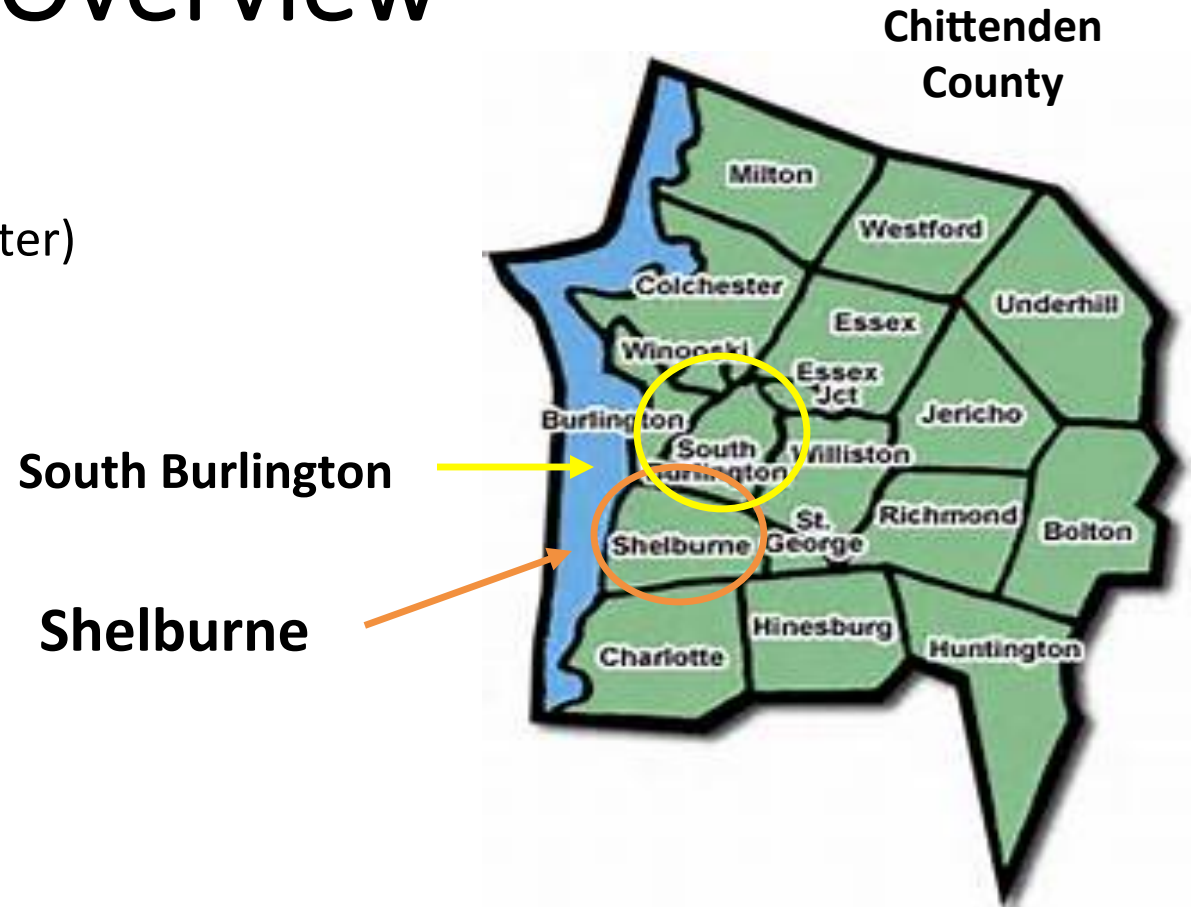 Overview
Chittenden
County
ter)
South Burlington
Shelburne
Milton
Westford
Colchester
Underhill
Essex
Winooski
Essex
Jct
Jericho
Burlington
South
Burlington
Williston
St.
George
Richmond
Bolton
Shelburne
Hinesburg
Huntington
Charlotte